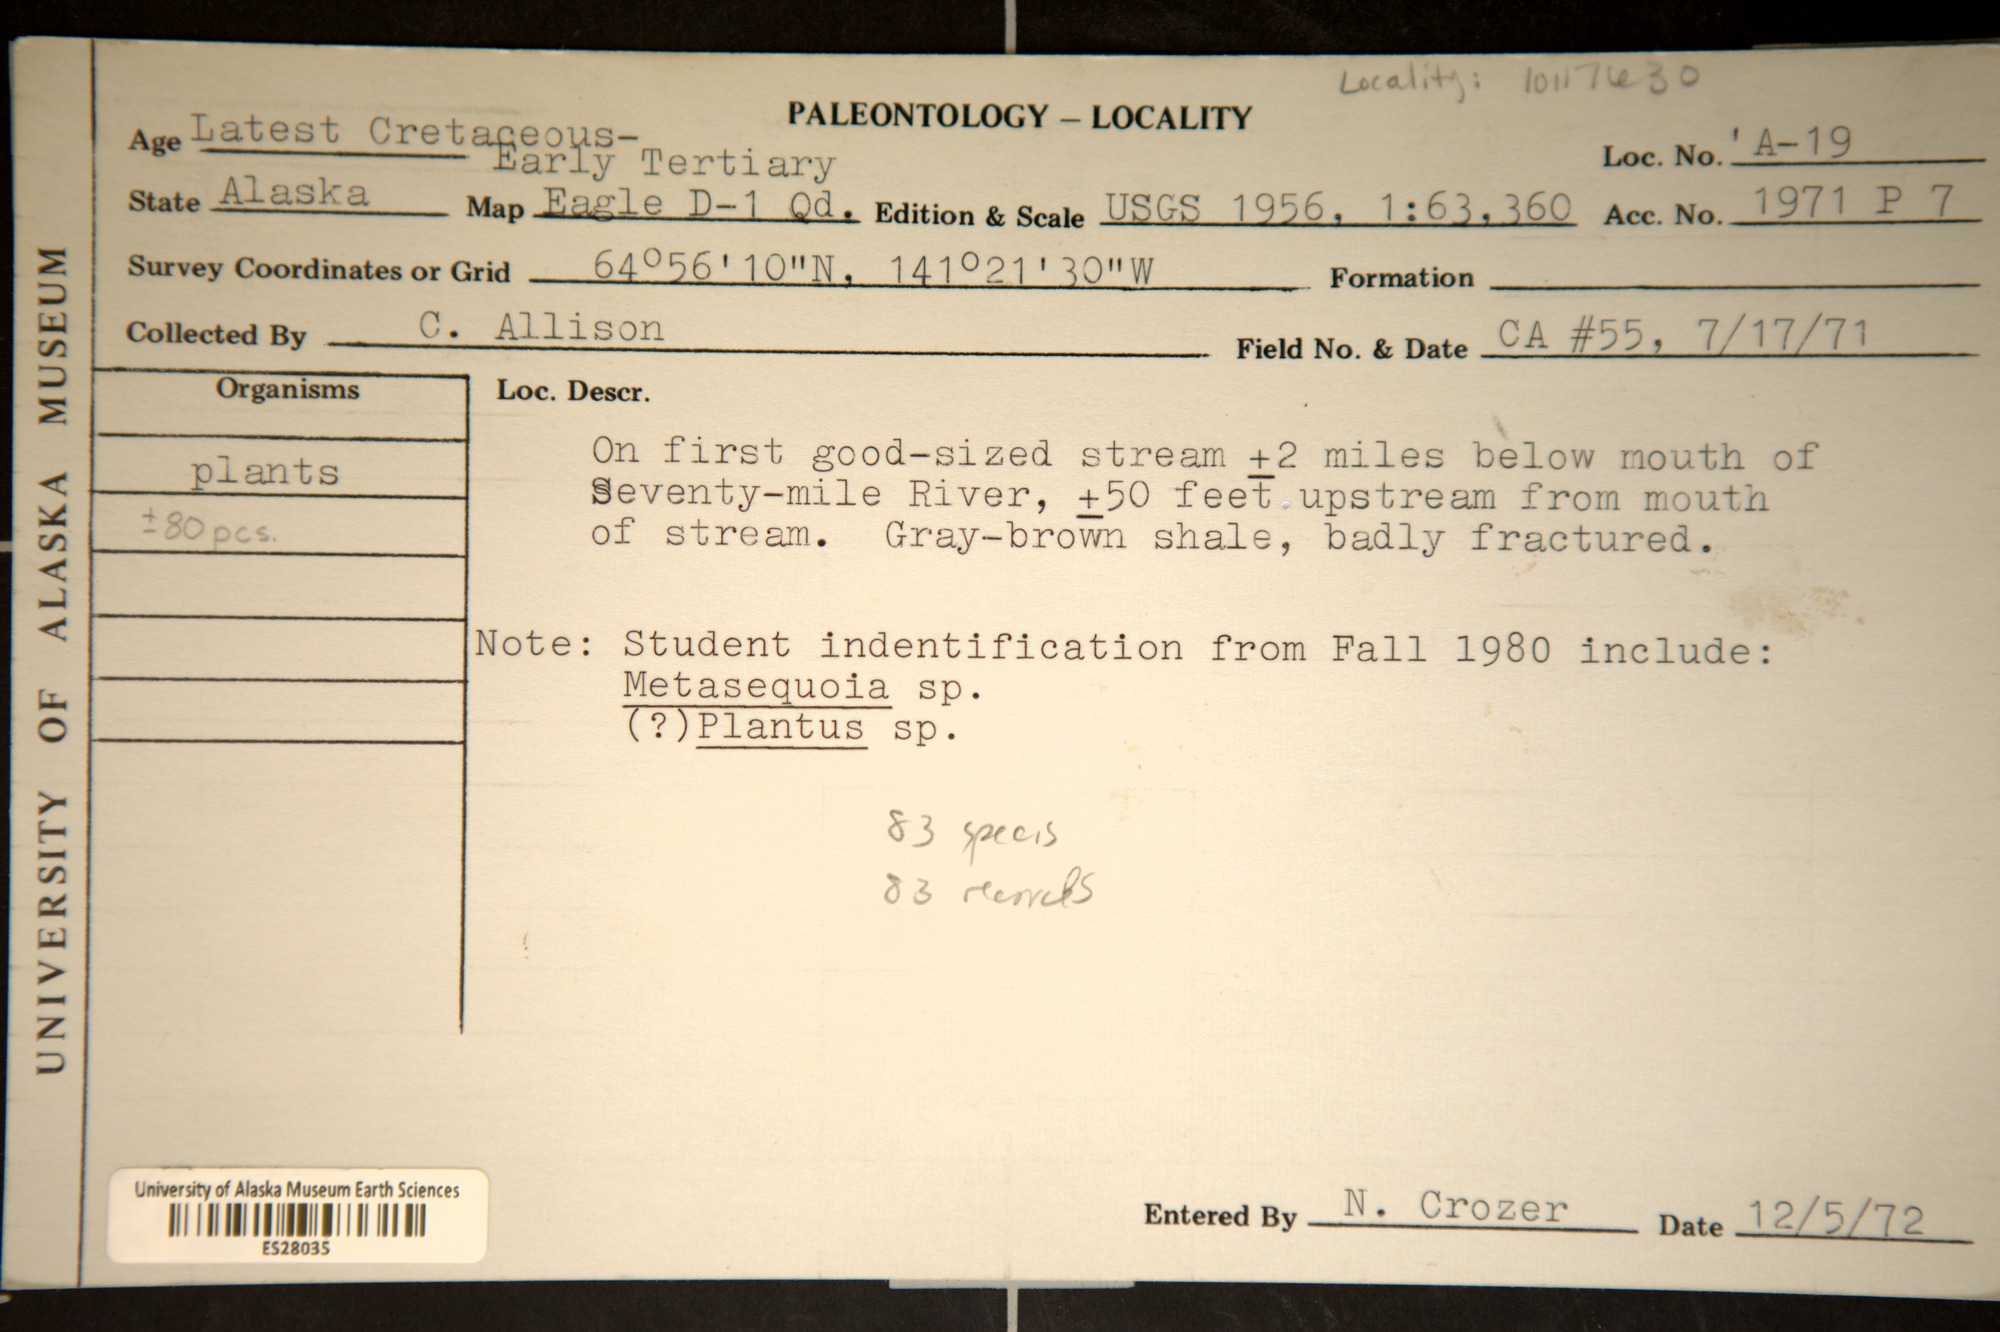 Locality: 10117630
PALEONTOLOGY – LOCALITY
Age Latest Cretaceous-
Early Tertiary
Loc. No. 'A-19
State Alaska Map Eagle D-1 Qd. Edition & Scale USGS 1956, 1:63,360 Acc. No. 1971 P 7
Survey Coordinates or Grid 64°56'10"N, 141°21'30"W Formation
Collected By C. Allison Field No. & Date CA #55, 7/17/71
Organisms
plants
±80 pcs.
Loc. Descr.
On first good-sized stream ±2 miles below mouth of
Seventy-mile River, ±50 feet upstream from mouth
of stream. Gray-brown shale, badly fractured.
Note: Student indentification from Fall 1980 include:
Metasequoia sp.
(?)Plantus sp.
83 specis
83 records
UNIVERSITY OF ALASKA MUSEUM
University of Alaska Museum Earth Sciences
ES28035
Entered By N. Crozer Date 12/5/72